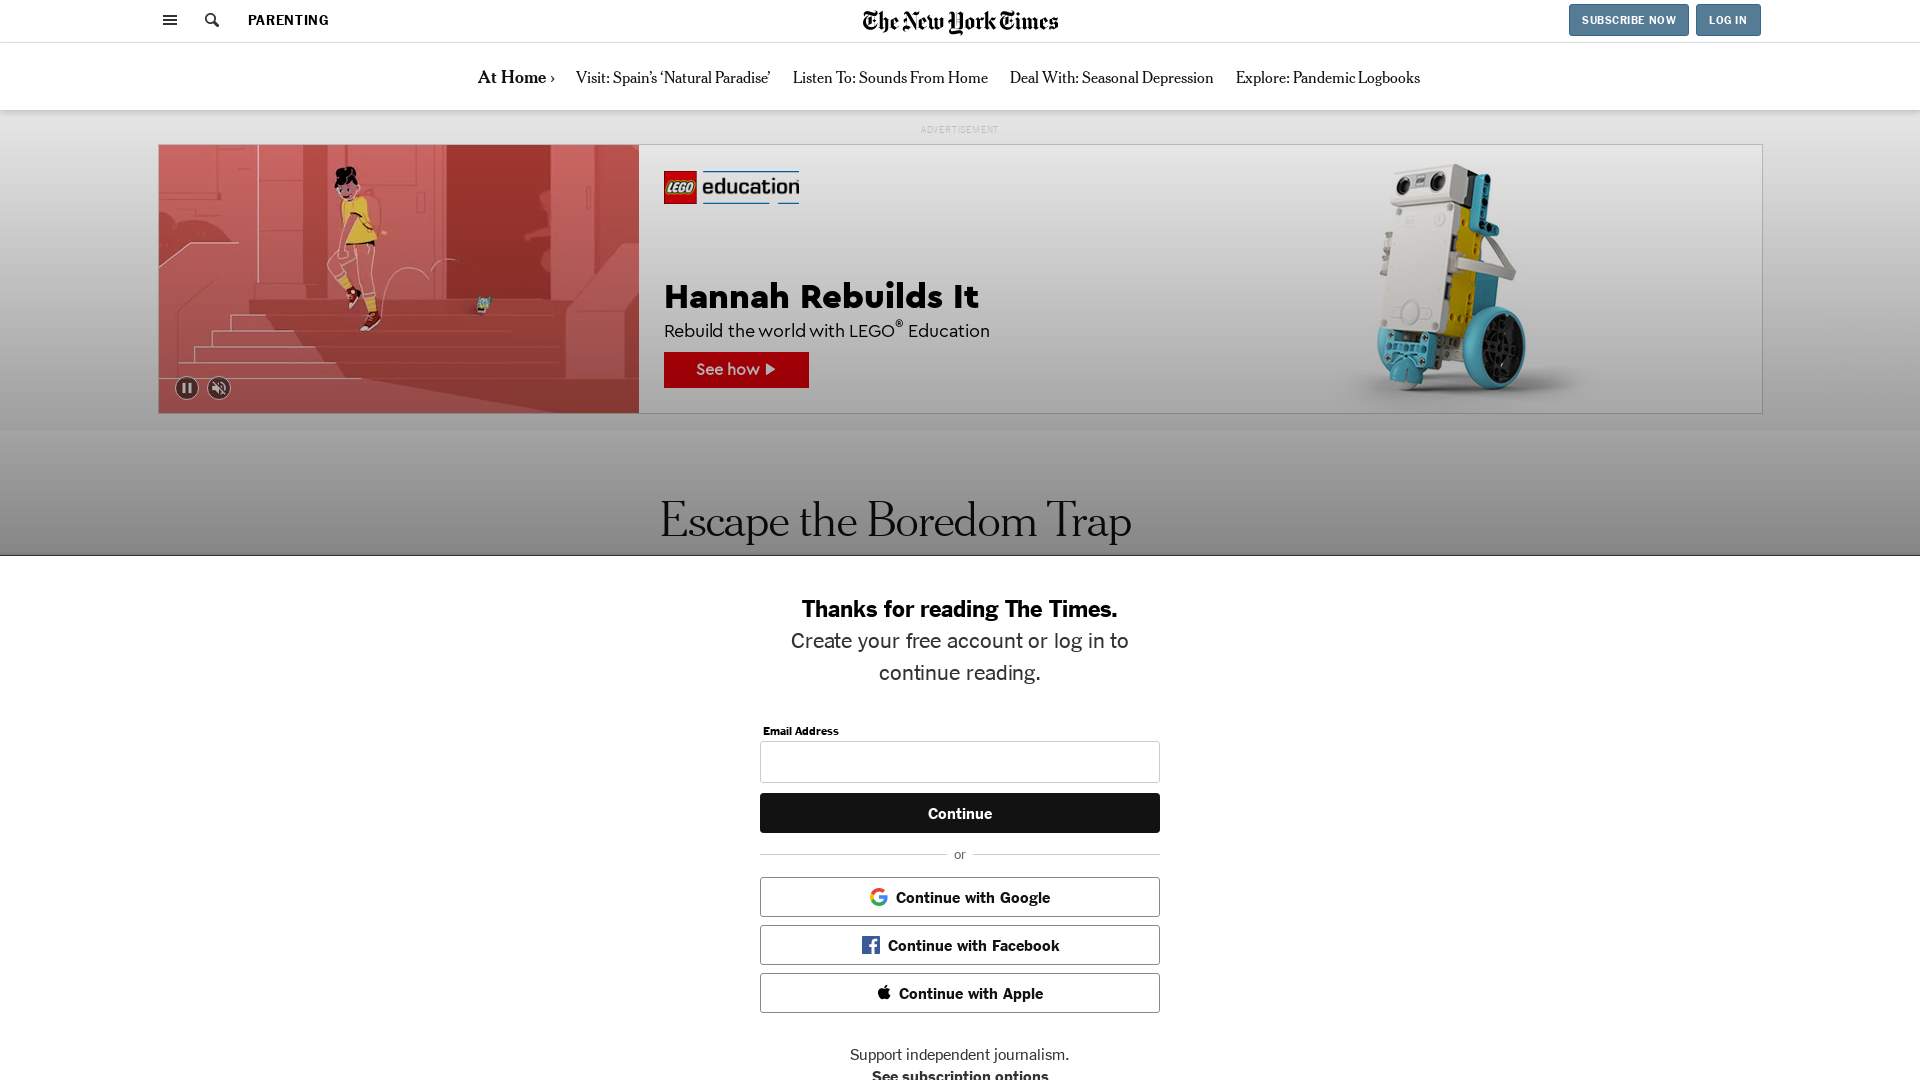 PARENTING
The New York Times
SUBSCRIBE NOW
LOG IN
At Home ›
Visit: Spain’s ‘Natural Paradise’
Listen To: Sounds From Home
Deal With: Seasonal Depression
Explore: Pandemic Logbooks
ADVERTISEMENT
LEGO education
Hannah Rebuilds It
Rebuild the world with LEGO® Education
See how
Escape the Boredom Trap
Thanks for reading The Times.
Create your free account or log in to
continue reading.
Email Address
Continue
or
Continue with Google
Continue with Facebook
Continue with Apple
Support independent journalism.
See subscription options